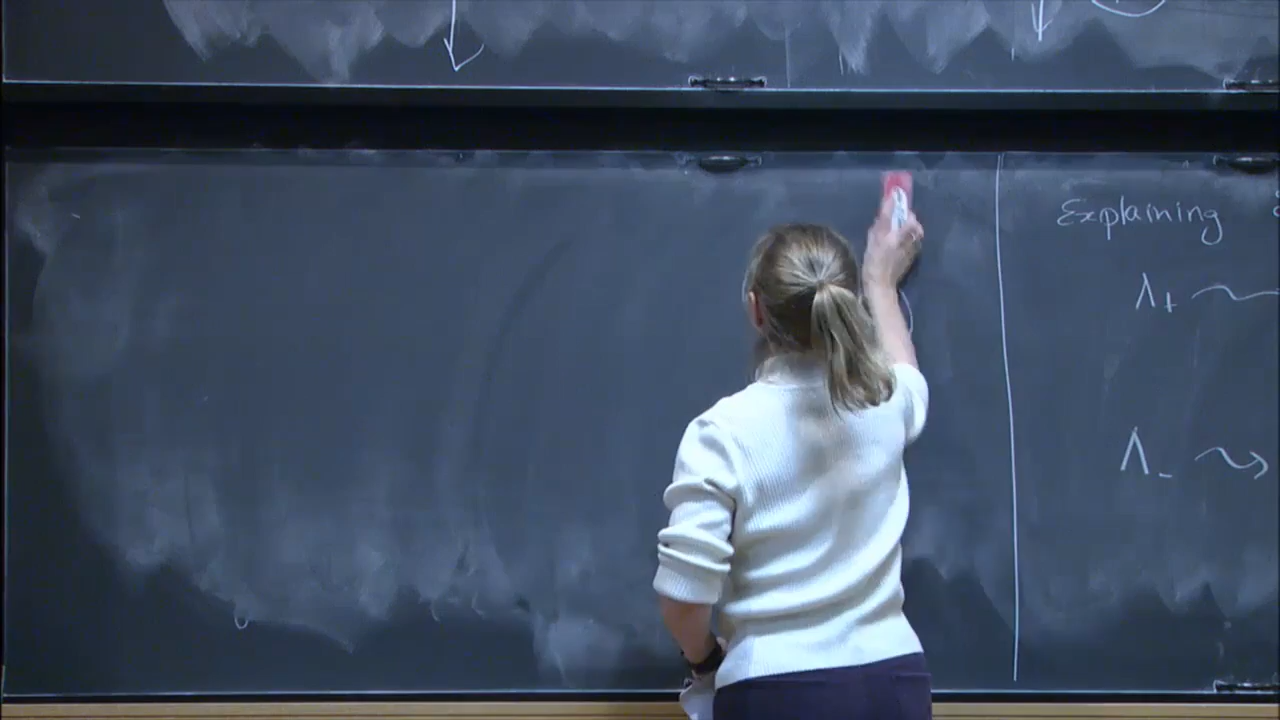 Explaining
Λ₊ ⤳
Λ₋ ⤳